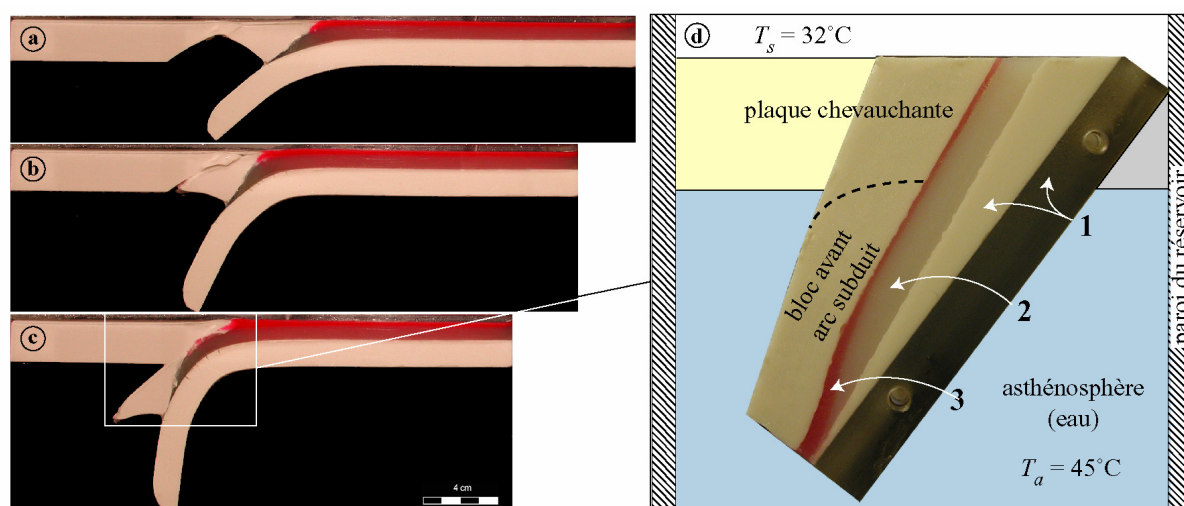 a
b
c
4 cm
d
T_s = 32°C
plaque chevauchante
bloc avant
arc subduit
1
2
3
asthénosphère
(eau)
T_a = 45°C
paroi du réservoir